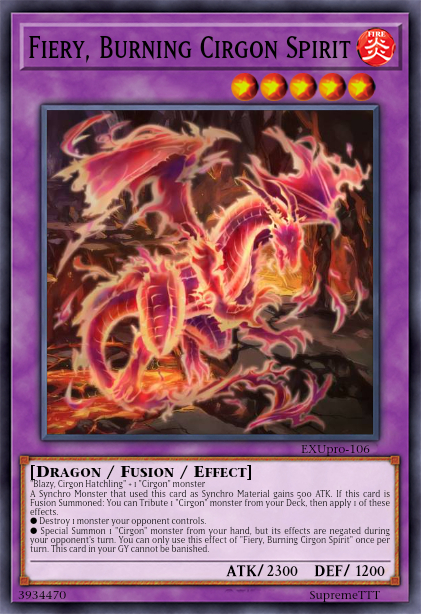 Fiery, Burning Cirgon Spirit
FIRE
炎
EXUpro-106
[Dragon / Fusion / Effect]
"Blazy, Cirgon Hatchling" + 1 "Cirgon" monster
A Synchro Monster that used this card as Synchro Material gains 500 ATK. If this card is
Fusion Summoned: You can Tribute 1 "Cirgon" monster from your Deck, then apply 1 of these
effects.
● Destroy 1 monster your opponent controls.
● Special Summon 1 "Cirgon" monster from your hand, but its effects are negated during
your opponent's turn. You can only use this effect of "Fiery, Burning Cirgon Spirit" once per
turn. This card in your GY cannot be banished.
ATK/ 2300 DEF/ 1200
3934470 SupremeTTT